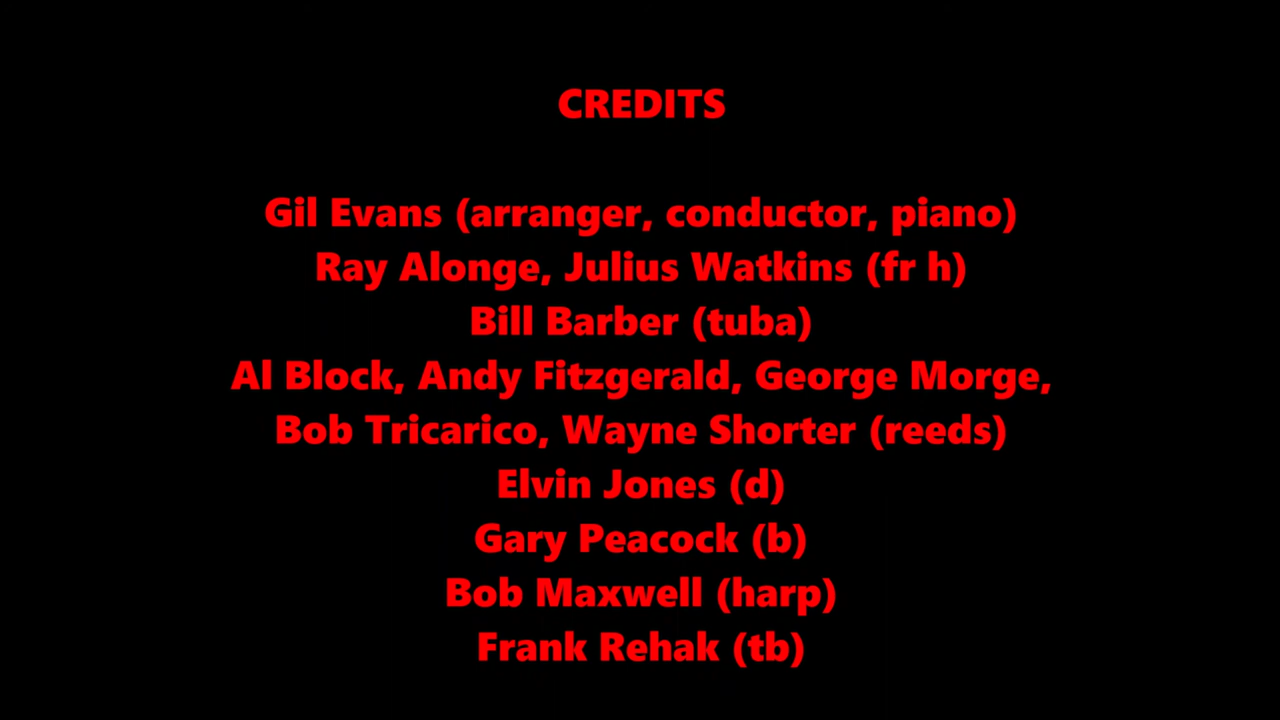 CREDITS
Gil Evans (arranger, conductor, piano)
Ray Alonge, Julius Watkins (fr h)
Bill Barber (tuba)
Al Block, Andy Fitzgerald, George Morge,
Bob Tricarico, Wayne Shorter (reeds)
Elvin Jones (d)
Gary Peacock (b)
Bob Maxwell (harp)
Frank Rehak (tb)